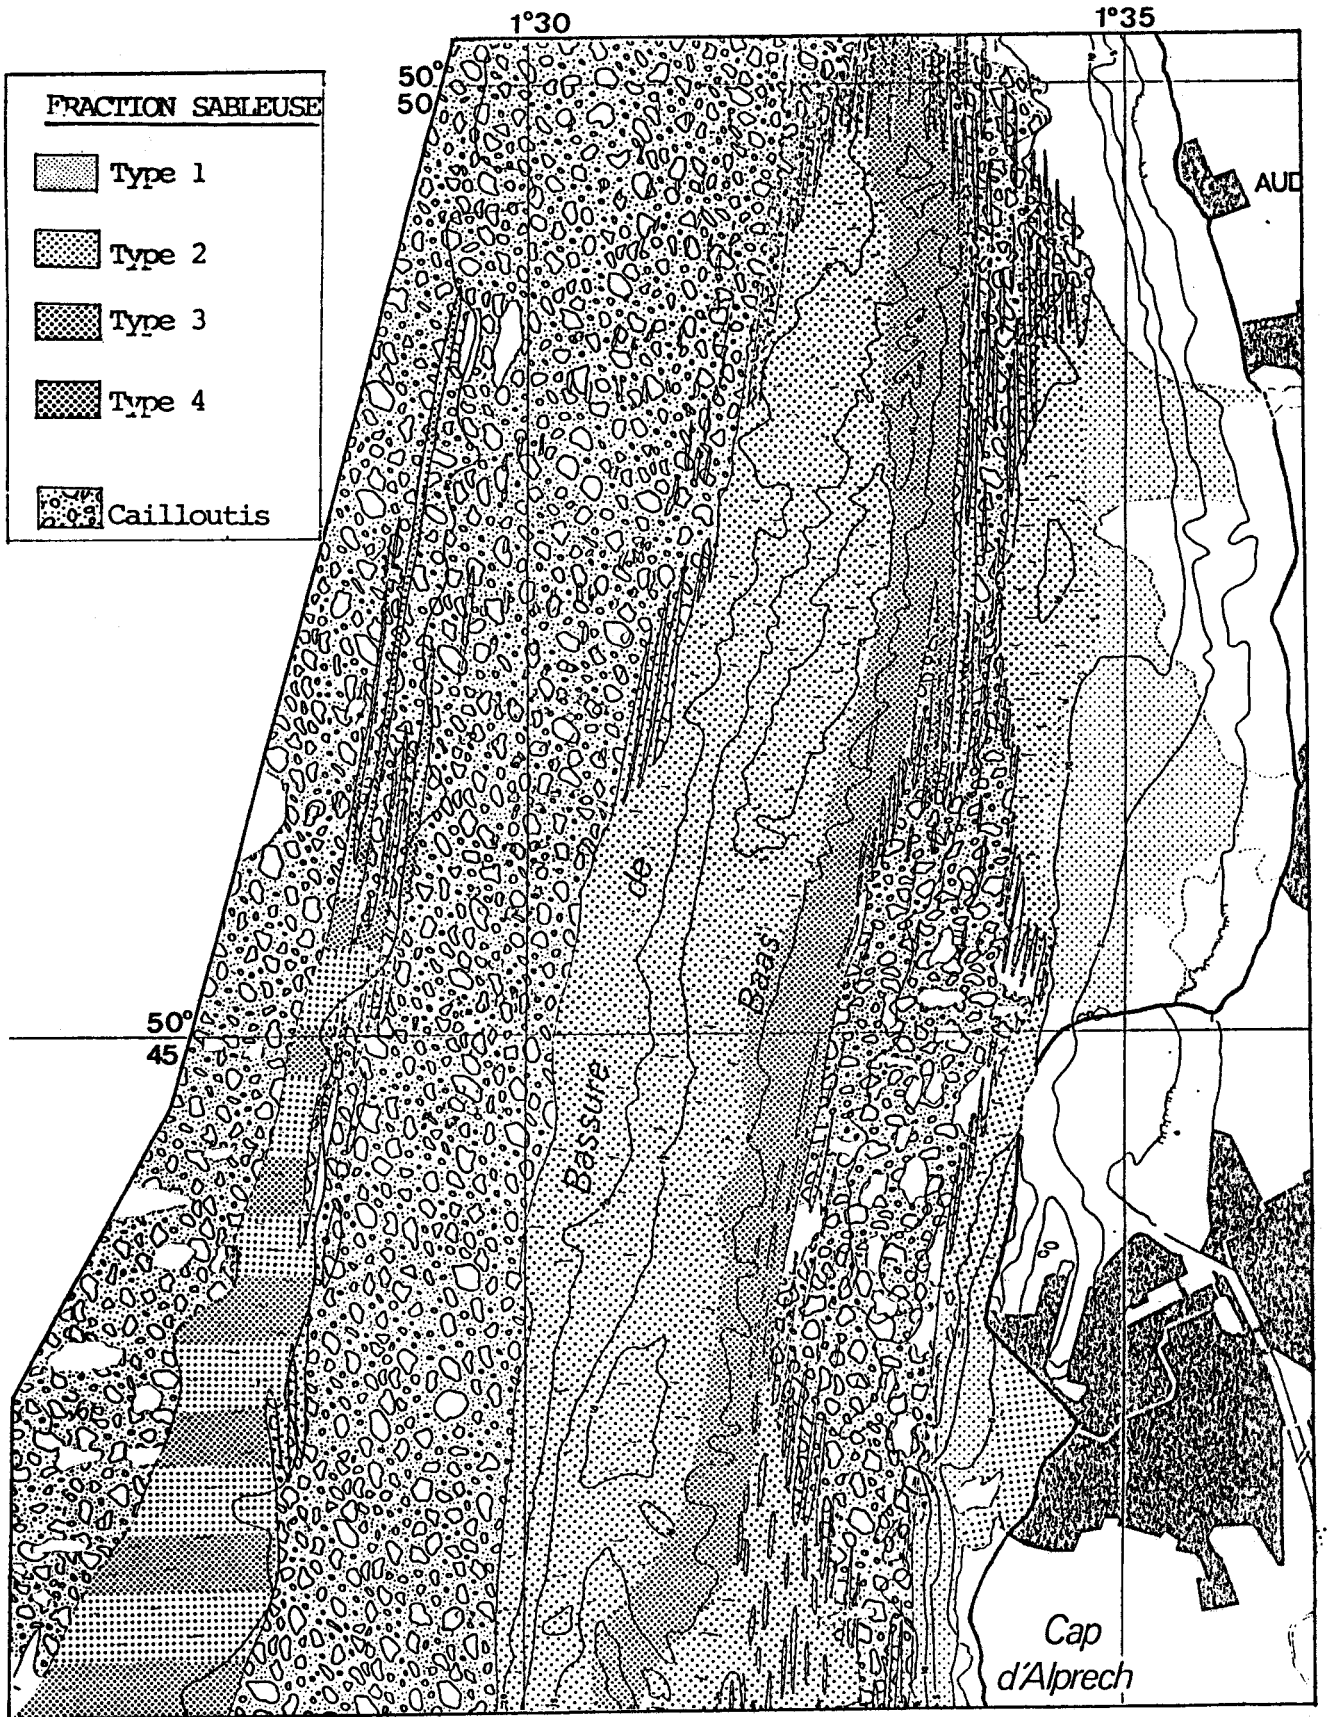 1°30
1°35
50°
50
FRACTION SABLEUSE
Type 1
Type 2
Type 3
Type 4
Cailloutis
AUD
Bassure de Baas
50°
45
Cap
d'Alprech